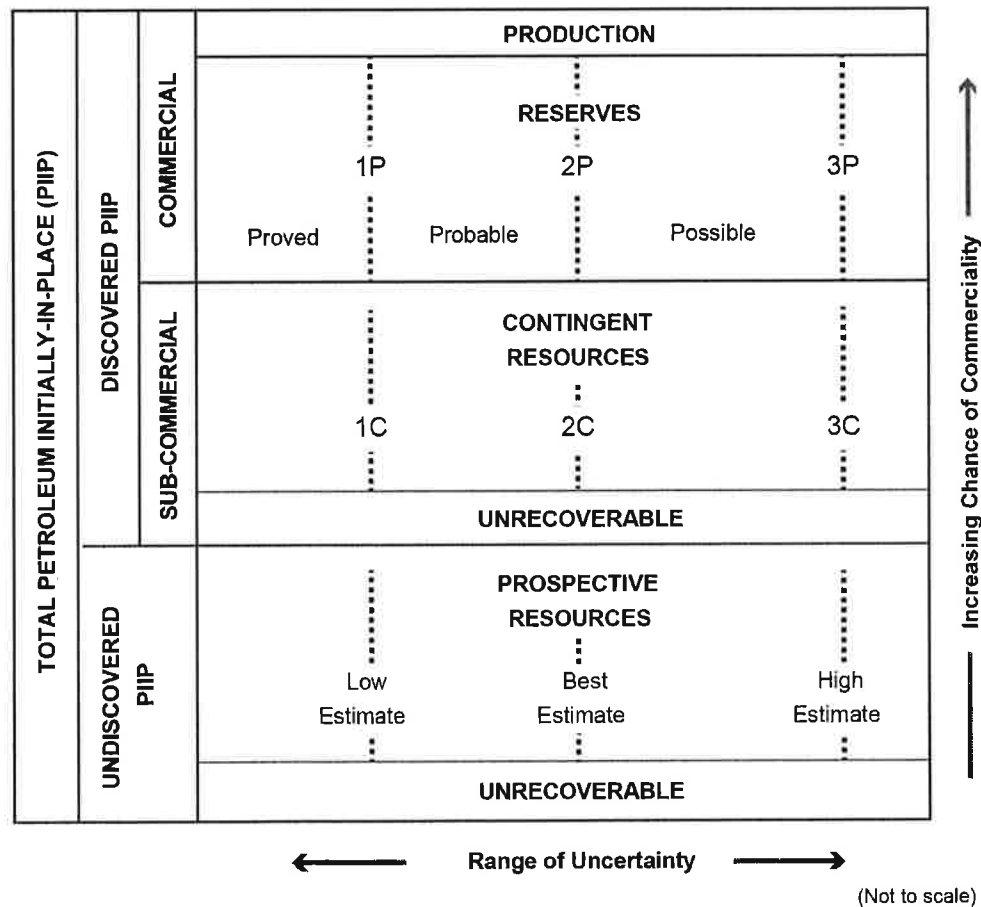 TOTAL PETROLEUM INITIALLY-IN-PLACE (PIIP)
DISCOVERED PIIP
COMMERCIAL
PRODUCTION
RESERVES
1P 2P 3P
Proved Probable Possible
SUB-COMMERCIAL
CONTINGENT
RESOURCES
1C 2C 3C
UNRECOVERABLE
UNDISCOVERED
PIIP
PROSPECTIVE
RESOURCES
Low Best High
Estimate Estimate Estimate
UNRECOVERABLE
Increasing Chance of Commerciality
Range of Uncertainty
(Not to scale)